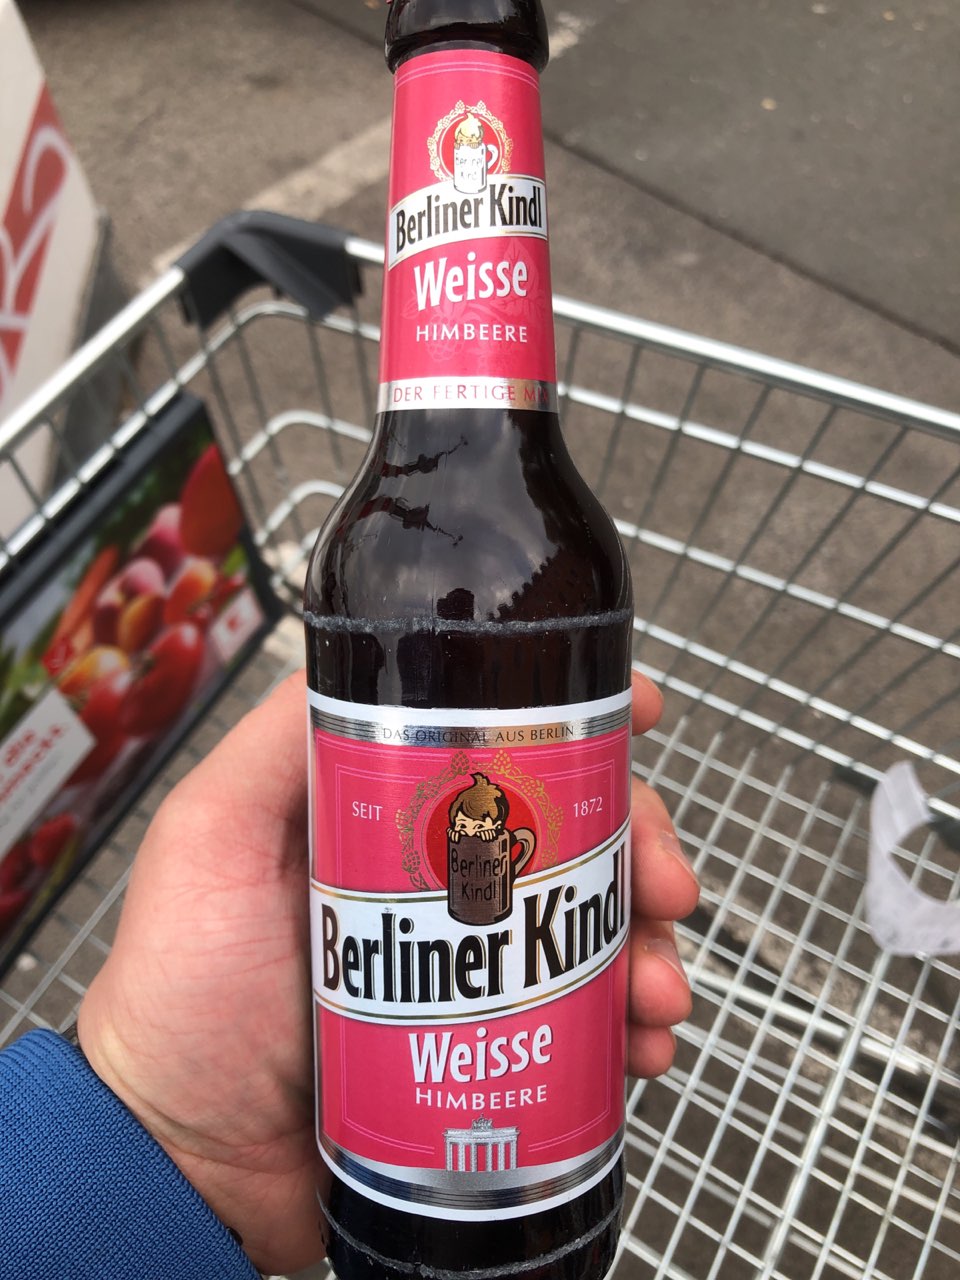 Berliner
Kindl
Berliner Kindl
Weisse
HIMBEERE
DER FERTIGE
DAS ORIGINAL AUS BERLIN
SEIT 1872
Berliner
Kindl
Berliner Kindl
Weisse
HIMBEERE